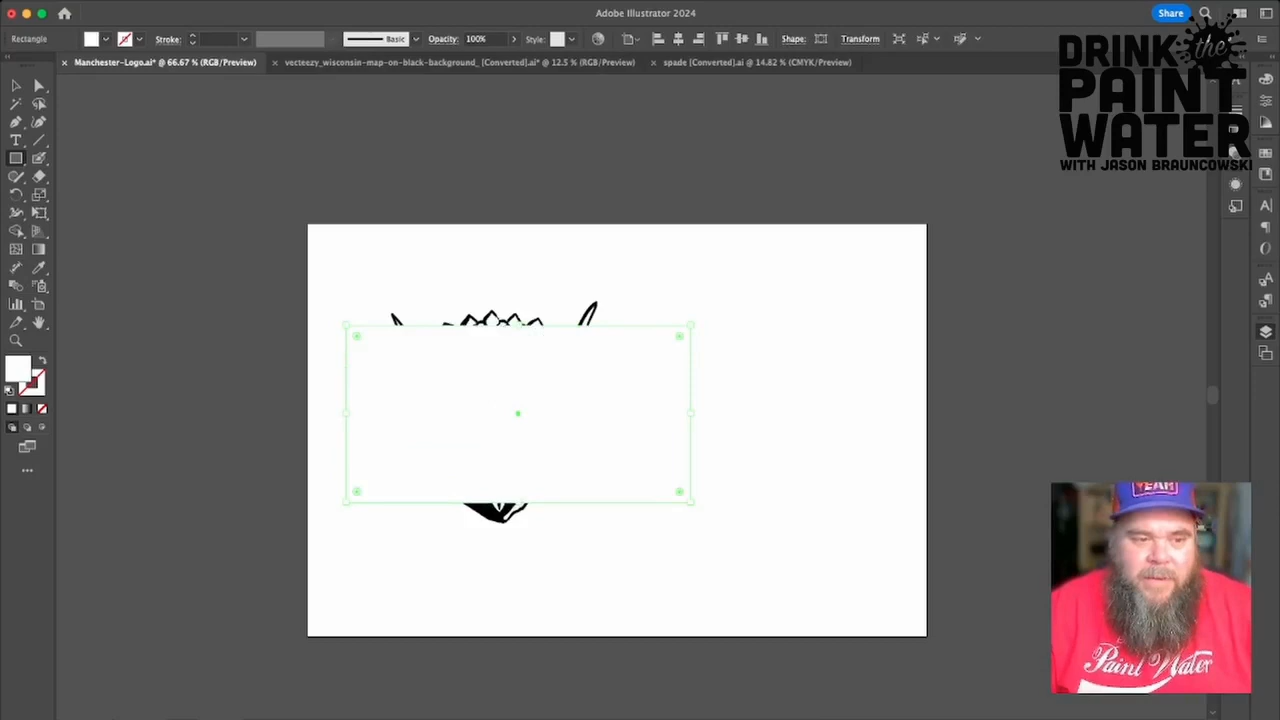 Adobe Illustrator 2024
Share
Rectangle
Stroke:
Basic
Opacity:
100%
Style:
Shape:
Transform
Manchester-Logo.ai* @ 66.67 % (RGB/Preview)
vecteezy_wisconsin-map-on-black-background_ [Converted].ai* @ 12.5 % (RGB/Preview)
spade [Converted].ai @ 14.82 % (CMYK/Preview)
DRINK the
PAINT
WATER
WITH JASON BRAUNCOWSKI
YEAH
Paint Water